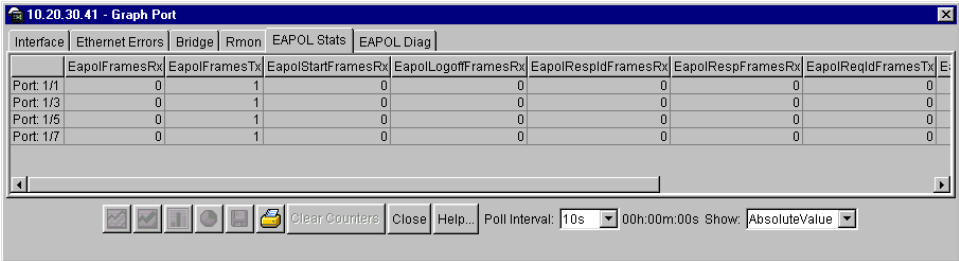 10.20.30.41 - Graph Port
Interface Ethernet Errors Bridge Rmon EAPOL Stats EAPOL Diag
EapolFramesRx EapolFramesTx EapolStartFramesRx EapolLogoffFramesRx EapolRespIdFramesRx EapolRespFramesRx EapolReqIdFramesTx
Port: 1/1 0 1 0 0 0 0 0
Port: 1/3 0 1 0 0 0 0 0
Port: 1/5 0 1 0 0 0 0 0
Port: 1/7 0 1 0 0 0 0 0
Clear Counters Close Help... Poll Interval: 10s 00h:00m:00s Show: AbsoluteValue